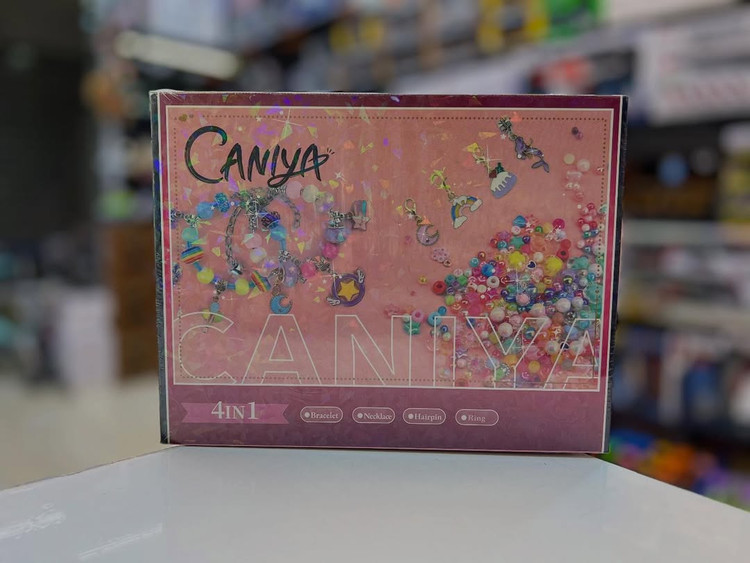 CANIYA
CANIYA
4IN1
Bracelet
Necklace
Hairpin
Ring